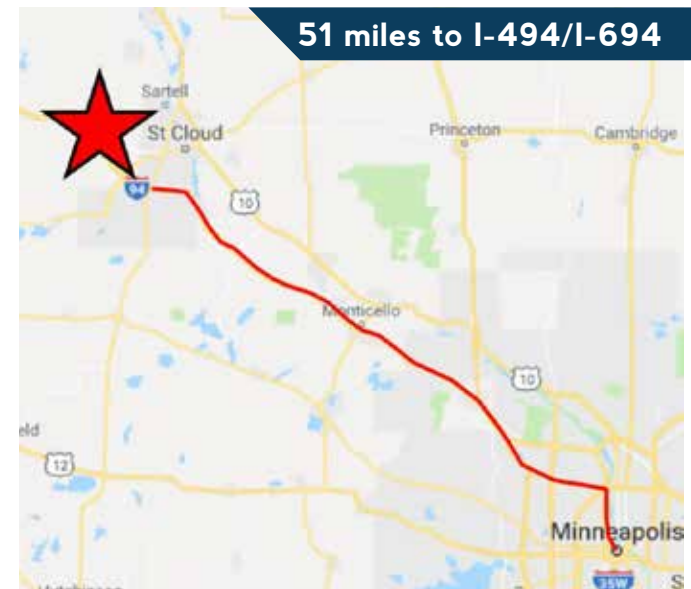 51 miles to I-494/I-694
Sartell
St Cloud
Princeton
Cambridge
94
10
Monticello
10
eld
12
Minneapolis
35W
S